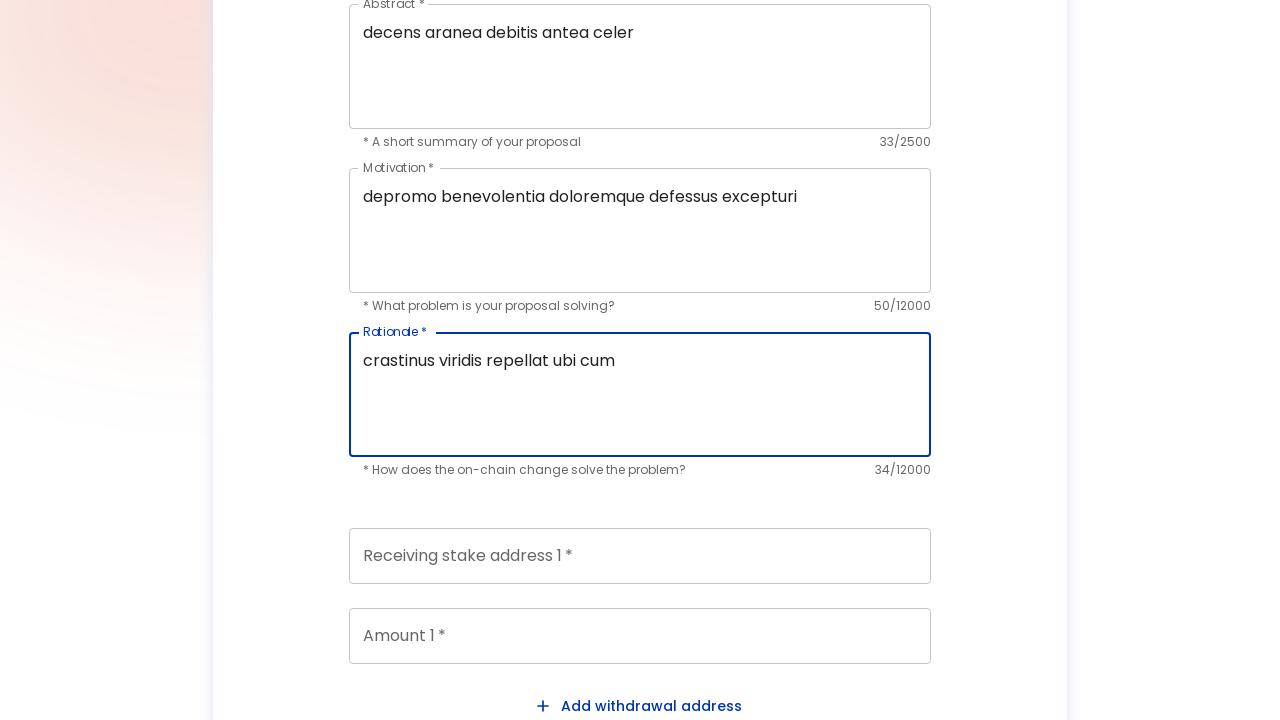 Abstract *
decens aranea debitis antea celer
* A short summary of your proposal 33/2500
Motivation *
depromo benevolentia doloremque defessus excepturi
* What problem is your proposal solving? 50/12000
Rationale *
crastinus viridis repellat ubi cum
* How does the on-chain change solve the problem? 34/12000
Receiving stake address 1 *
Amount 1 *
+ Add withdrawal address